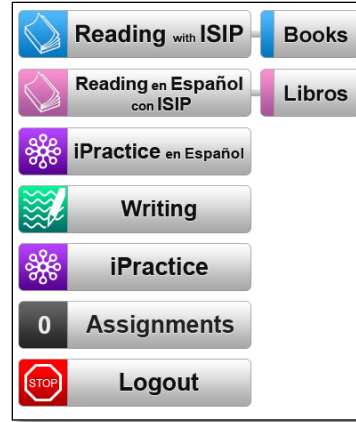 Reading with ISIP
Books
Reading en Español
con ISIP
Libros
iPractice en Español
Writing
iPractice
0 Assignments
STOP Logout